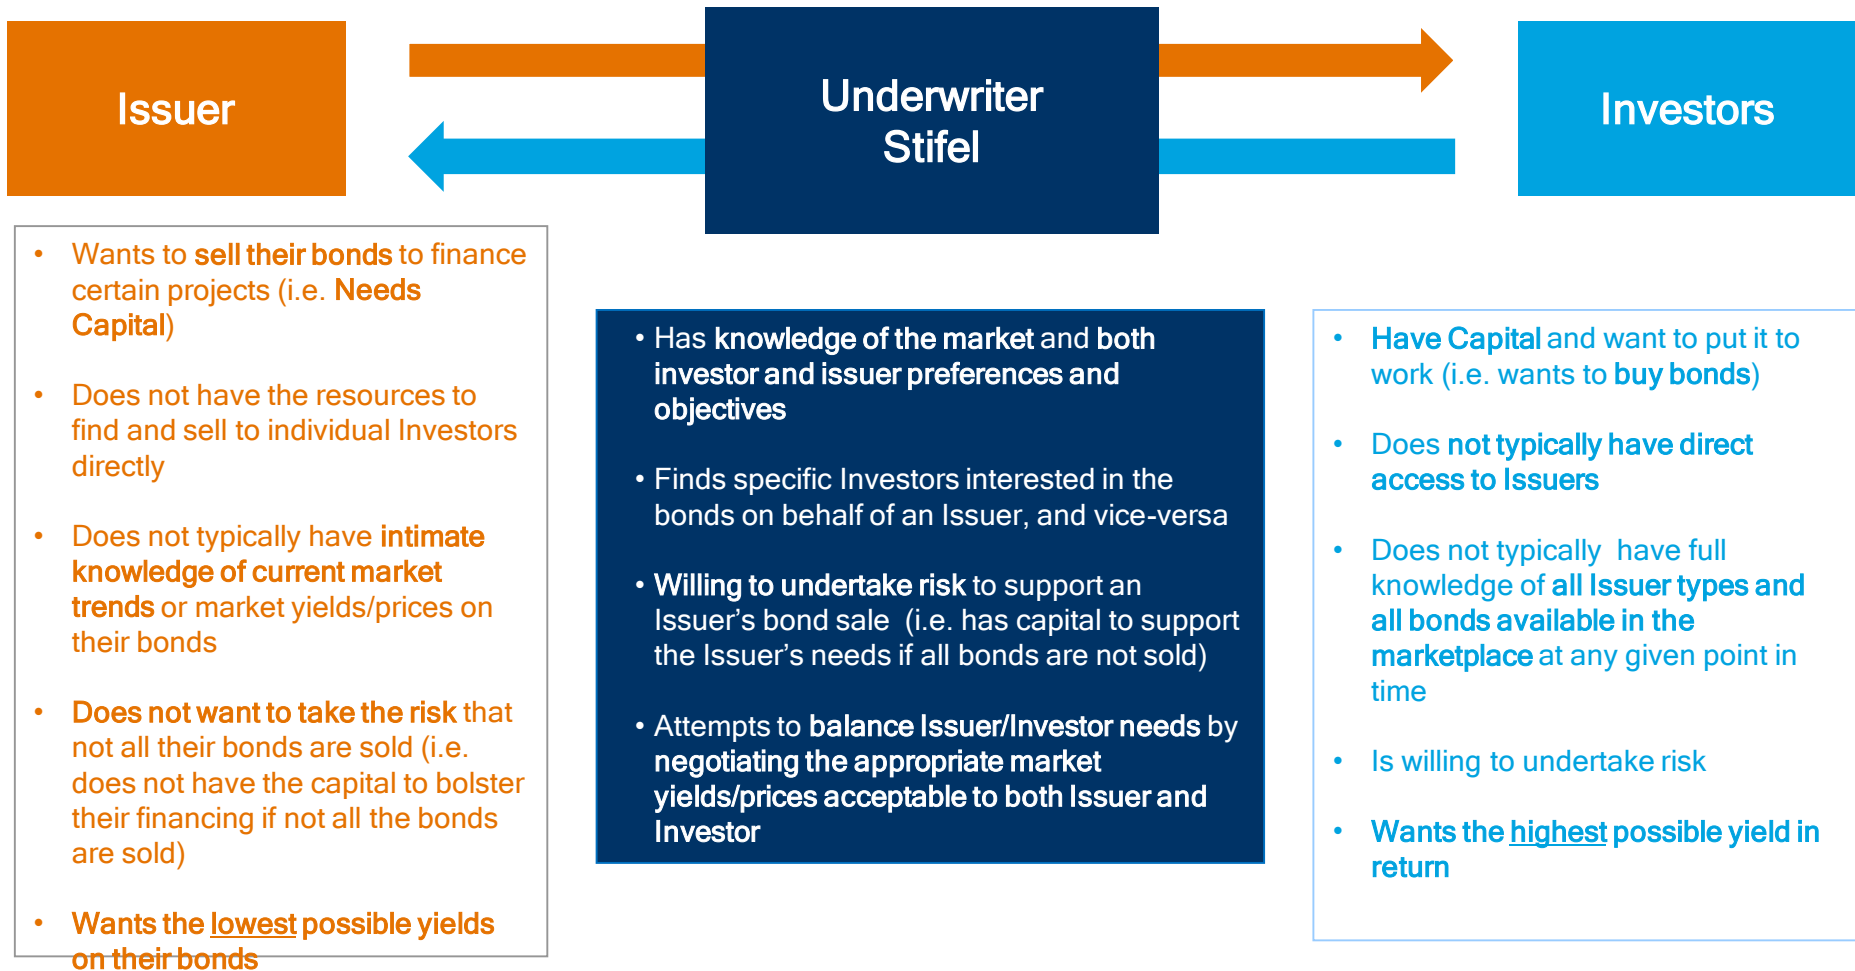 Issuer
Underwriter
Stifel
Investors
• Wants to sell their bonds to finance
certain projects (i.e. Needs
Capital)
• Does not have the resources to
find and sell to individual Investors
directly
• Does not typically have intimate
knowledge of current market
trends or market yields/prices on
their bonds
• Does not want to take the risk that
not all their bonds are sold (i.e.
does not have the capital to bolster
their financing if not all the bonds
are sold)
• Wants the lowest possible yields
on their bonds
• Has knowledge of the market and both
investor and issuer preferences and
objectives
• Finds specific Investors interested in the
bonds on behalf of an Issuer, and vice-versa
• Willing to undertake risk to support an
Issuer’s bond sale  (i.e. has capital to support
the Issuer’s needs if all bonds are not sold)
• Attempts to balance Issuer/Investor needs by
negotiating the appropriate market
yields/prices acceptable to both Issuer and
Investor
• Have Capital and want to put it to
work (i.e. wants to buy bonds)
• Does not typically have direct
access to Issuers
• Does not typically  have full
knowledge of all Issuer types and
all bonds available in the
marketplace at any given point in
time
• Is willing to undertake risk
• Wants the highest possible yield in
return